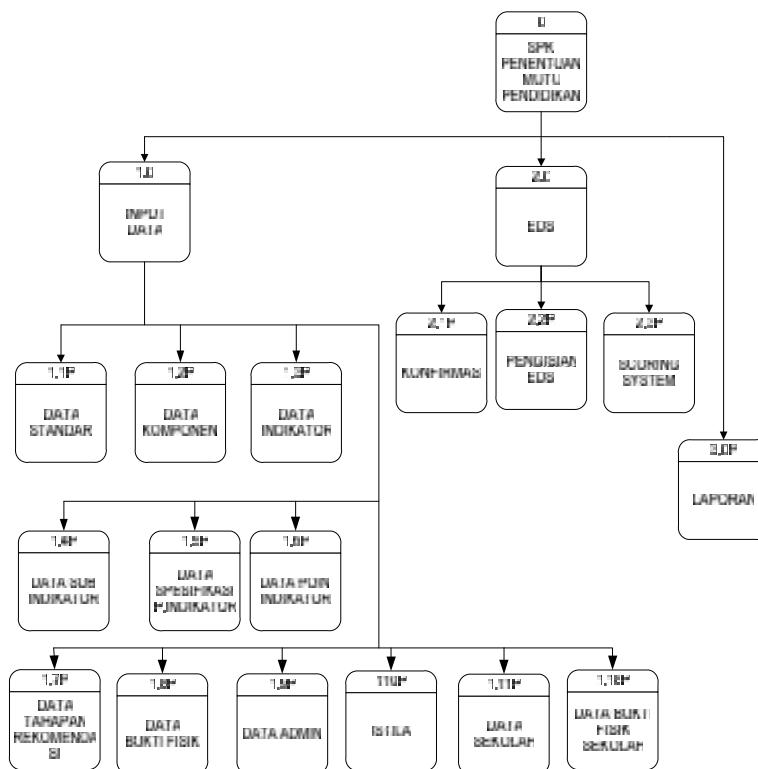 0
SPK
PENENTUAN
MUTU
PENDIDIKAN
1.0
INPUT
DATA
2.0
EDS
2.1P
KONFIRMASI
2.2P
PENGISIAN
EDS
2.3P
SCORING
SYSTEM
3.0P
LAPORAN
1.1P
DATA
STANDAR
1.2P
DATA
KOMPONEN
1.3P
DATA
INDIKATOR
1.4P
DATA SUB
INDIKATOR
1.5P
DATA
SPESIFIKASI
P.INDIKATOR
1.6P
DATA POIN
INDIKATOR
1.7P
DATA
TAHAPAN
REKOMENDA
SI
1.8P
DATA
BUKTI FISIK
1.9P
DATA ADMIN
110P
ISTILA
1.11P
DATA
SEKOLAH
DATA BUKTI
FISIK
SEKOLAH